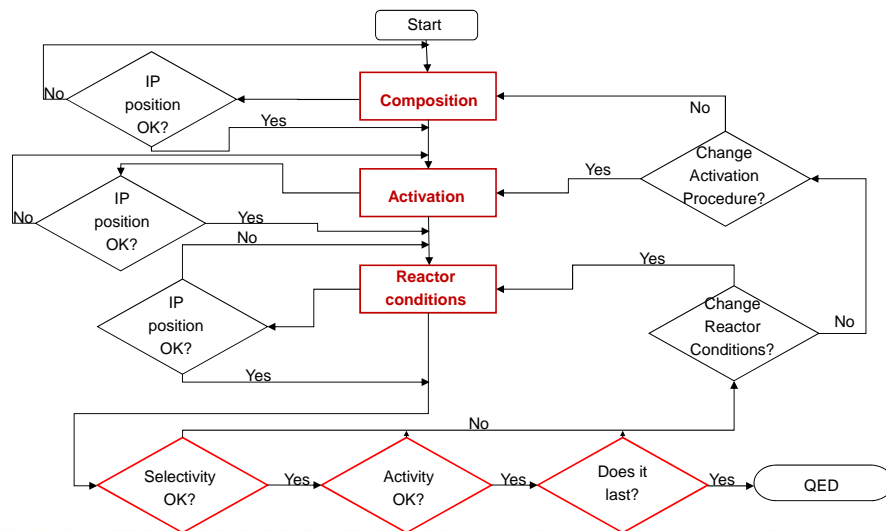 Start
No
IP
position
OK?
Composition
Yes
No
Change
Activation
Procedure?
Yes
Activation
No
IP
position
OK?
Yes
No
Reactor
conditions
Yes
IP
position
OK?
Change
Reactor
Conditions?
No
Yes
No
Selectivity
OK?
Yes
Activity
OK?
Yes
Does it
last?
Yes
QED